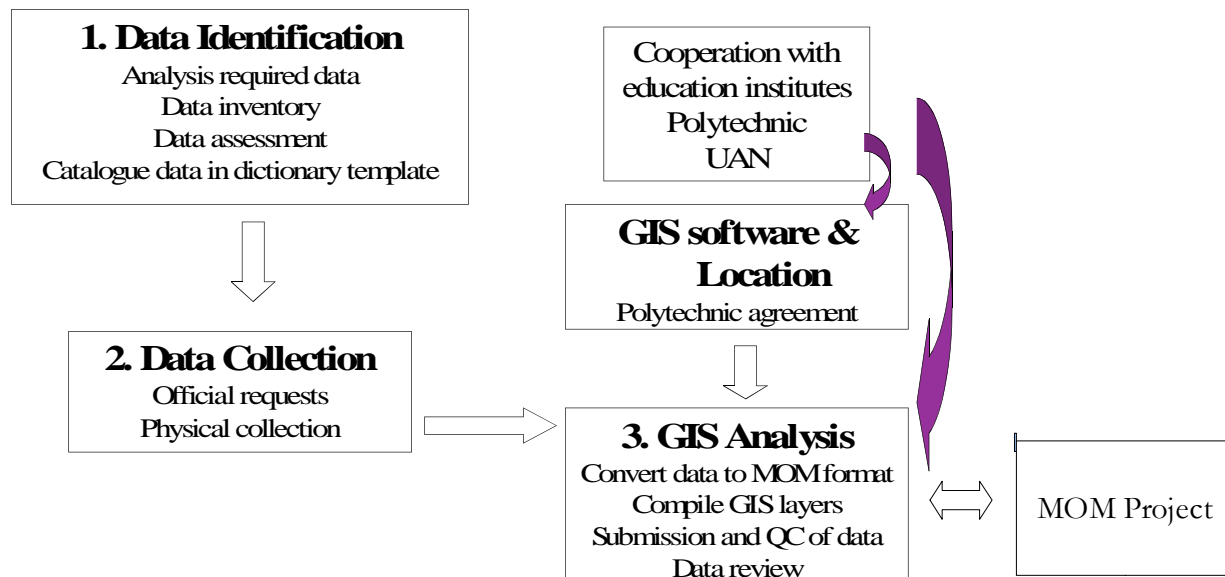 1. Data Identification
Analysis required data
Data inventory
Data assessment
Catalogue data in dictionary template
2. Data Collection
Official requests
Physical collection
Cooperation with
education institutes
Polytechnic
UAN
GIS software &
Location
Polytechnic agreement
3. GIS Analysis
Convert data to MOM format
Compile GIS layers
Submission and QC of data
Data review
MOM Project